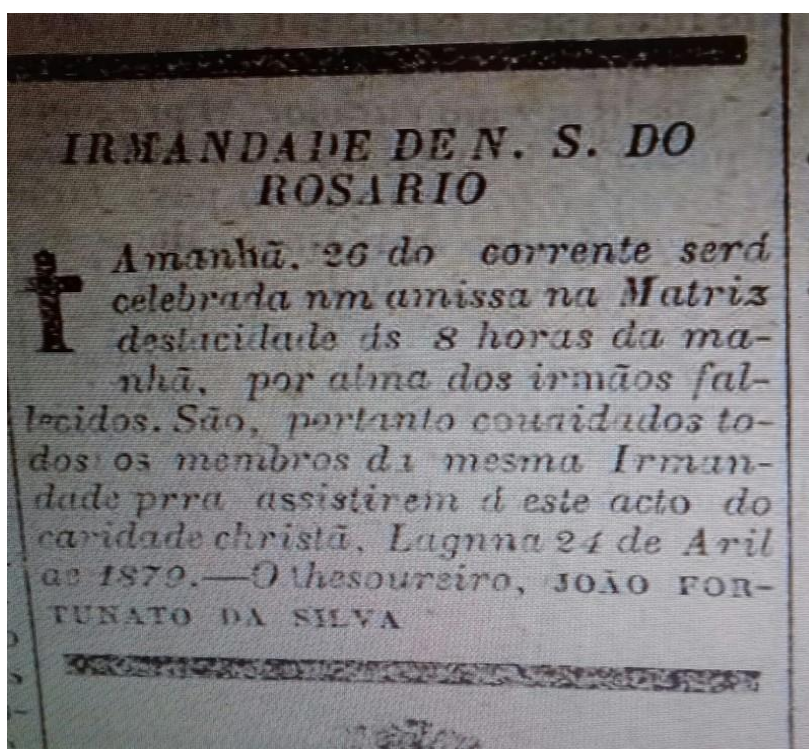 IRMANDADE DE N. S. DO
ROSARIO
Amanhã, 26 do corrente será
celebrada nm amissa na Matriz
destacidade ás 8 horas da ma-
nhã, por alma dos irmãos fal-
lecidos. São, portanto counidados to-
dos os membros da mesma Irman-
dade prra assistirem á este acto do
caridade christã. Lagnna 24 de Aril
ae 1879.—O thesoureiro, JOÃO FOR-
TUNATO DA SILVA